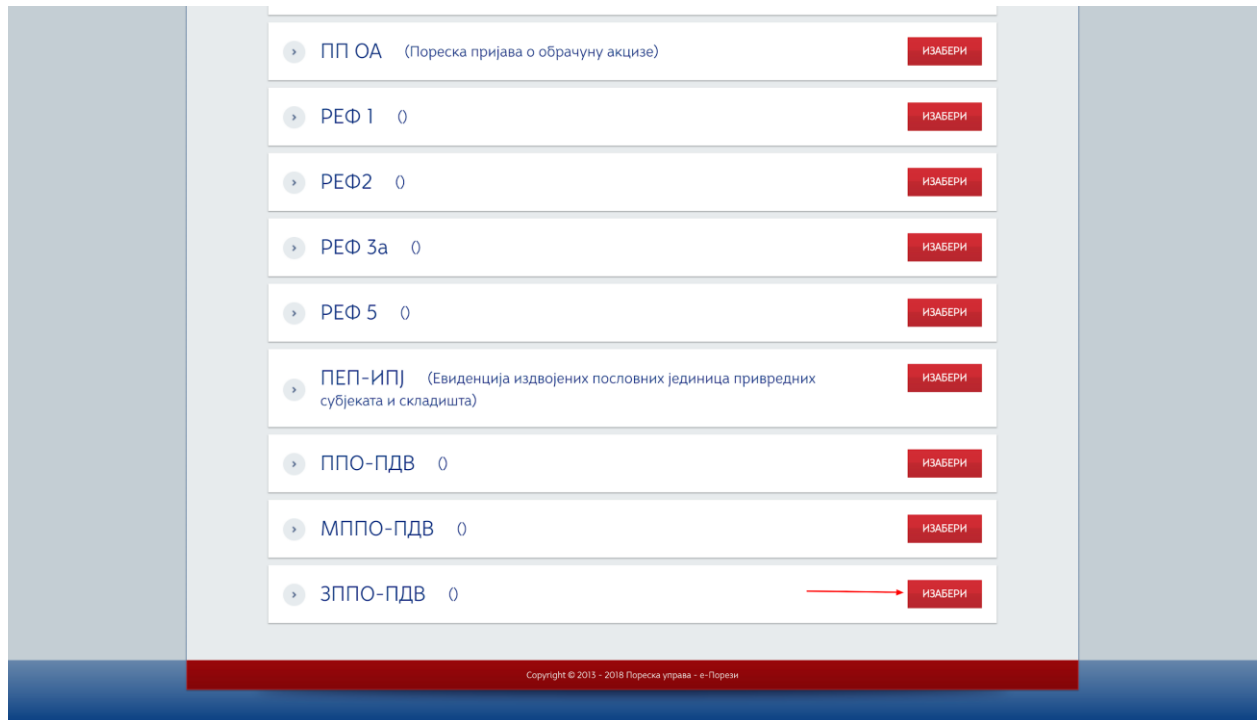 ПП ОА (Пореска пријава о обрачуну акцизе) ИЗАБЕРИ
РЕФ 1 () ИЗАБЕРИ
РЕФ2 () ИЗАБЕРИ
РЕФ 3а () ИЗАБЕРИ
РЕФ 5 () ИЗАБЕРИ
ПЕП-ИПЈ (Евиденција издвојених пословних јединица привредних ИЗАБЕРИ
субјеката и складишта)
ППО-ПДВ () ИЗАБЕРИ
МППО-ПДВ () ИЗАБЕРИ
ЗППО-ПДВ () ИЗАБЕРИ
Copyright © 2013 - 2018 Пореска управа - е-Порези